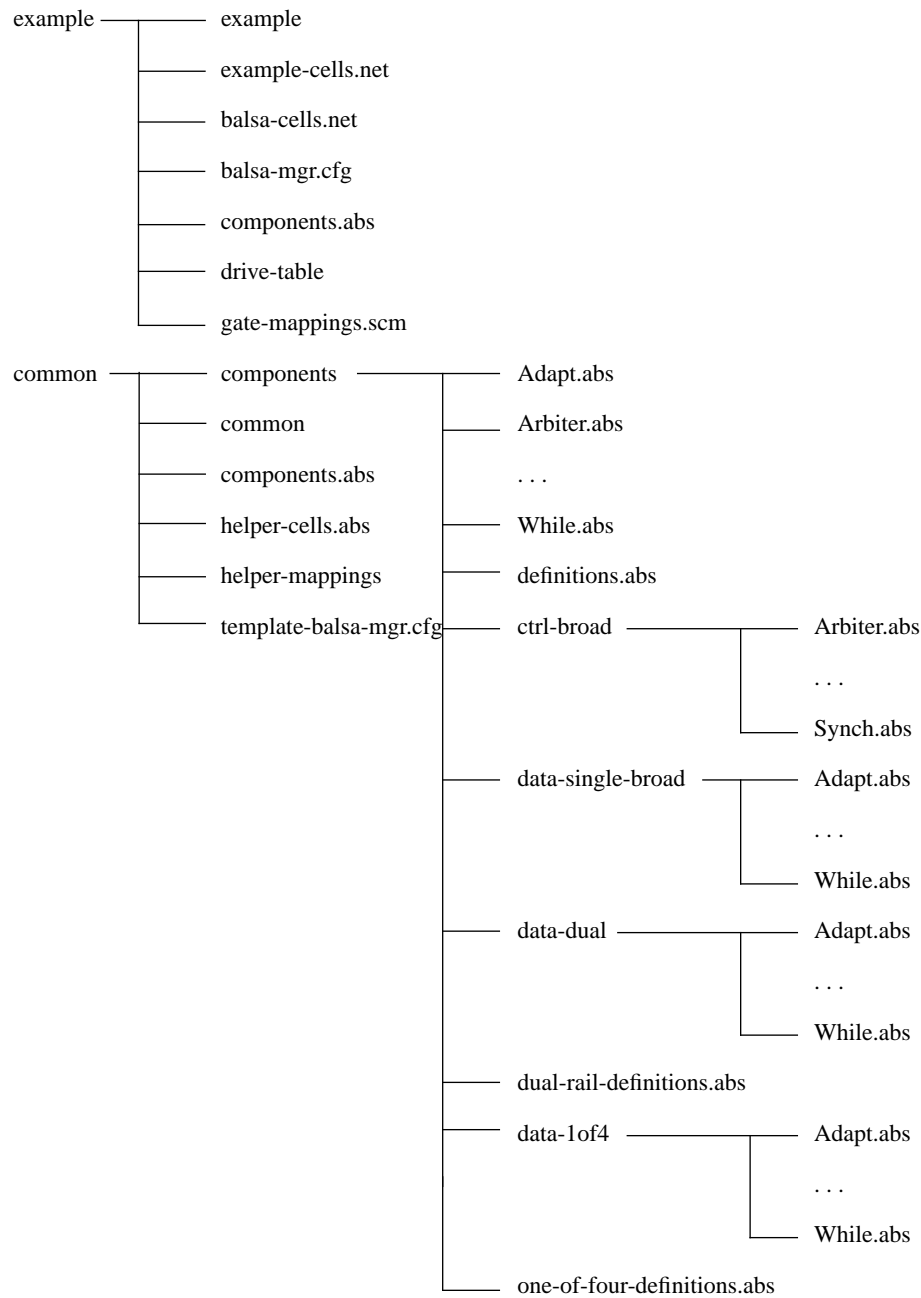 example example
example-cells.net
balsa-cells.net
balsa-mgr.cfg
components.abs
drive-table
gate-mappings.scm
common components Adapt.abs
common Arbiter.abs
components.abs . . .
helper-cells.abs While.abs
helper-mappings definitions.abs
template-balsa-mgr.cfg ctrl-broad Arbiter.abs
. . .
Synch.abs
data-single-broad Adapt.abs
. . .
While.abs
data-dual Adapt.abs
. . .
While.abs
dual-rail-definitions.abs
data-1of4 Adapt.abs
. . .
While.abs
one-of-four-definitions.abs